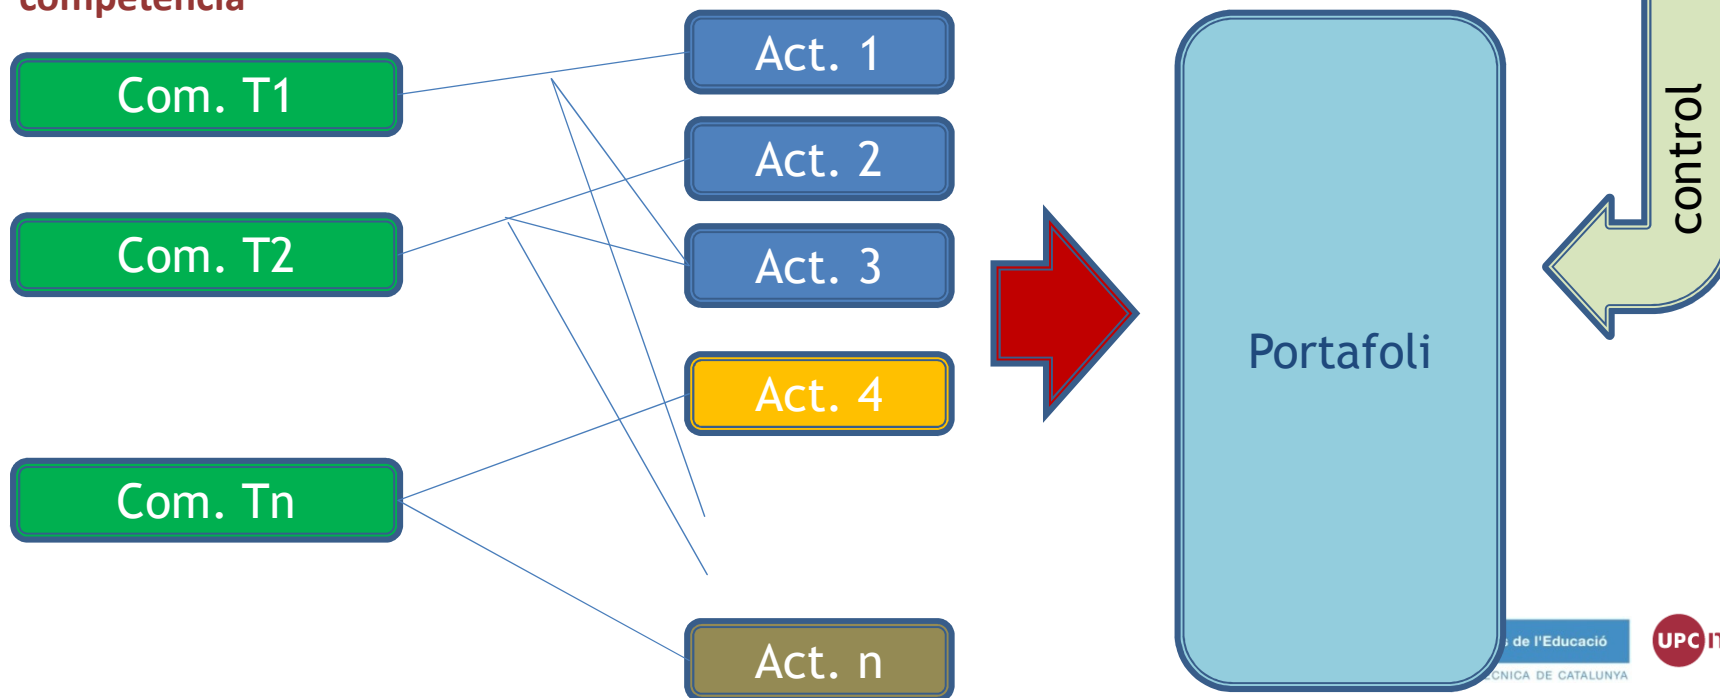 competència
Com. T1
Com. T2
Com. Tn
Act. 1
Act. 2
Act. 3
Act. 4
Act. n
Portafoli
control
de l'Educació
DE CATALUNYA
UPC